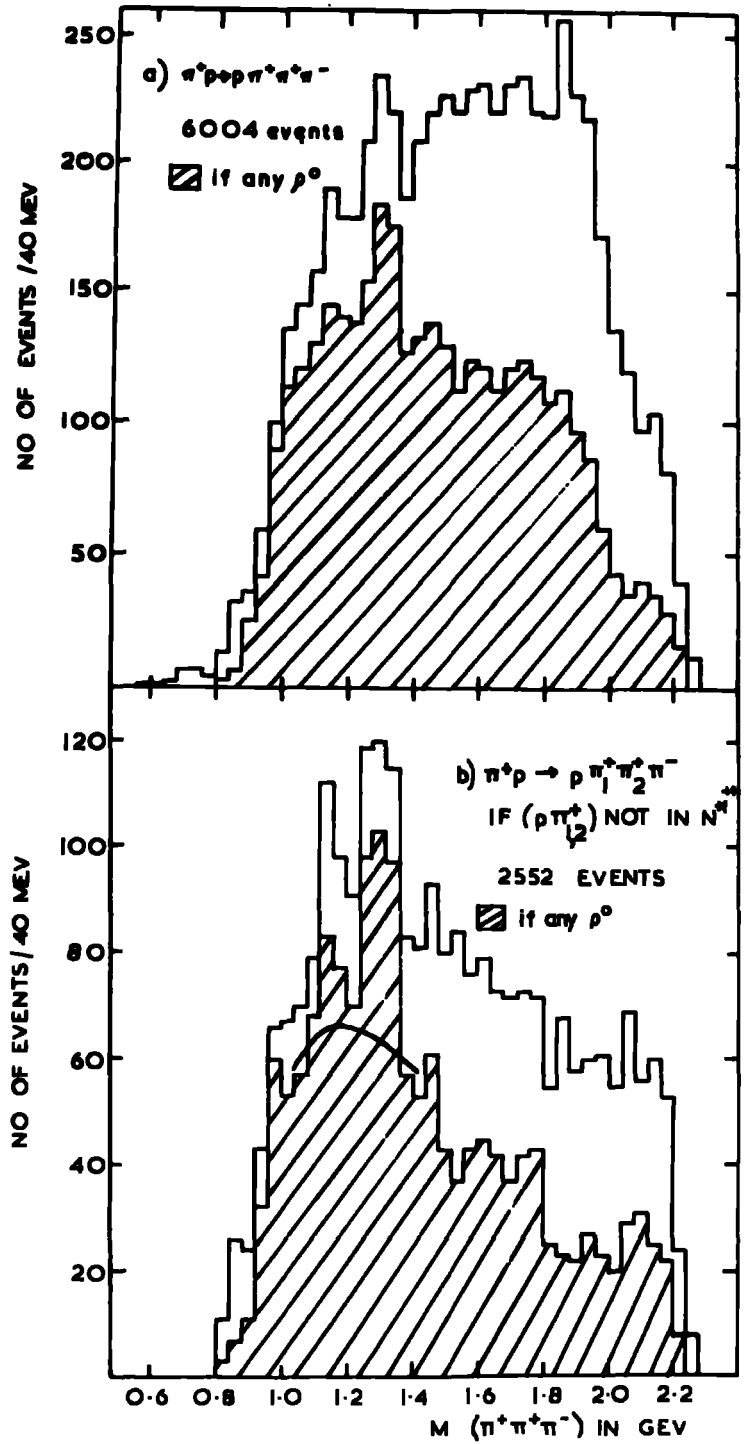 250
200
150
100
50
NO OF EVENTS /40 MEV
a) π⁺p→pπ⁺π⁺π⁻
6004 events
if any ρ⁰
120
100
80
60
40
20
NO OF EVENTS/40 MEV
b) π⁺p → p π₁⁺π₂⁺π⁻
IF (pπ⁺₁,₂) NOT IN N*⁺⁺
2552 EVENTS
if any ρ⁰
0·6 0·8 1·0 1·2 1·4 1·6 1·8 2·0 2·2
M (π⁺π⁺π⁻) IN GEV